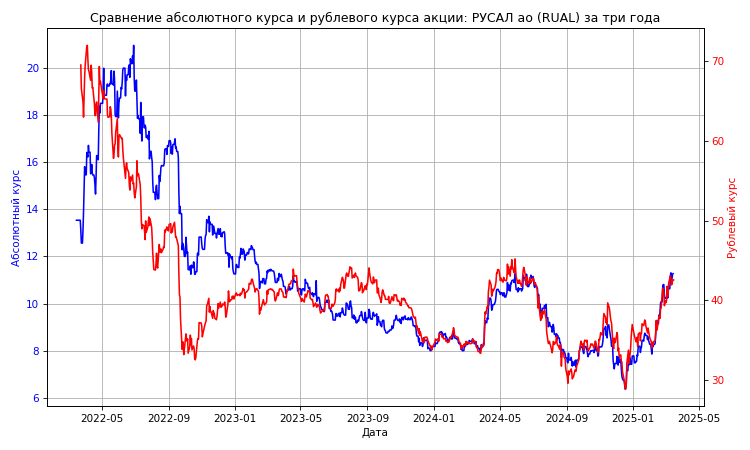 Сравнение абсолютного курса и рублевого курса акции: РУСАЛ ао (RUAL) за три года
Абсолютный курс
20
18
16
14
12
10
8
6
70
60
50
40
30
Рублевый курс
2022-05 2022-09 2023-01 2023-05 2023-09 2024-01 2024-05 2024-09 2025-01 2025-05
Дата